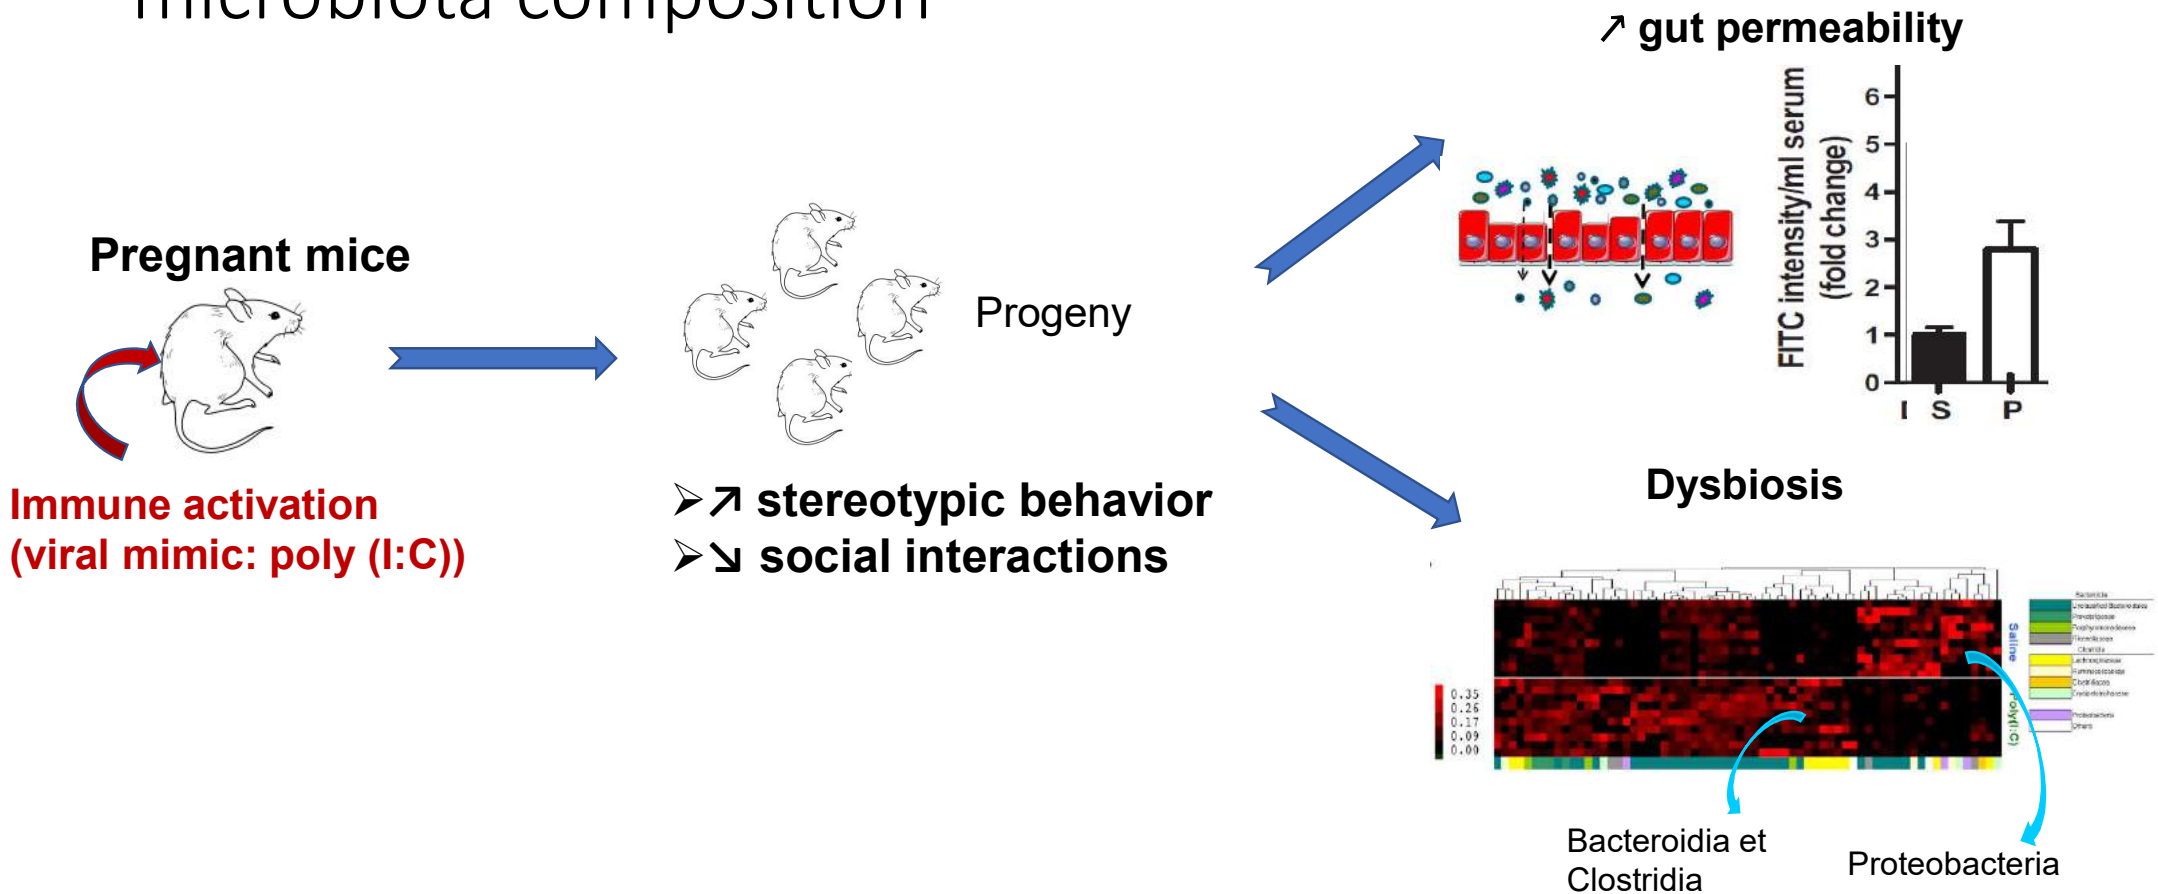 microbiota composition
↗ gut permeability
FITC intensity/ml serum
(fold change)
6
5
4
3
2
1
0
S
P
Pregnant mice
Progeny
Immune activation
(viral mimic: poly (I:C))
➢↗ stereotypic behavior
➢↘ social interactions
Dysbiosis
Saline
Poly(I:C)
0.35
0.26
0.17
0.09
0.00
Proteobacteria
Others
Bacteroidia et
Clostridia
Proteobacteria